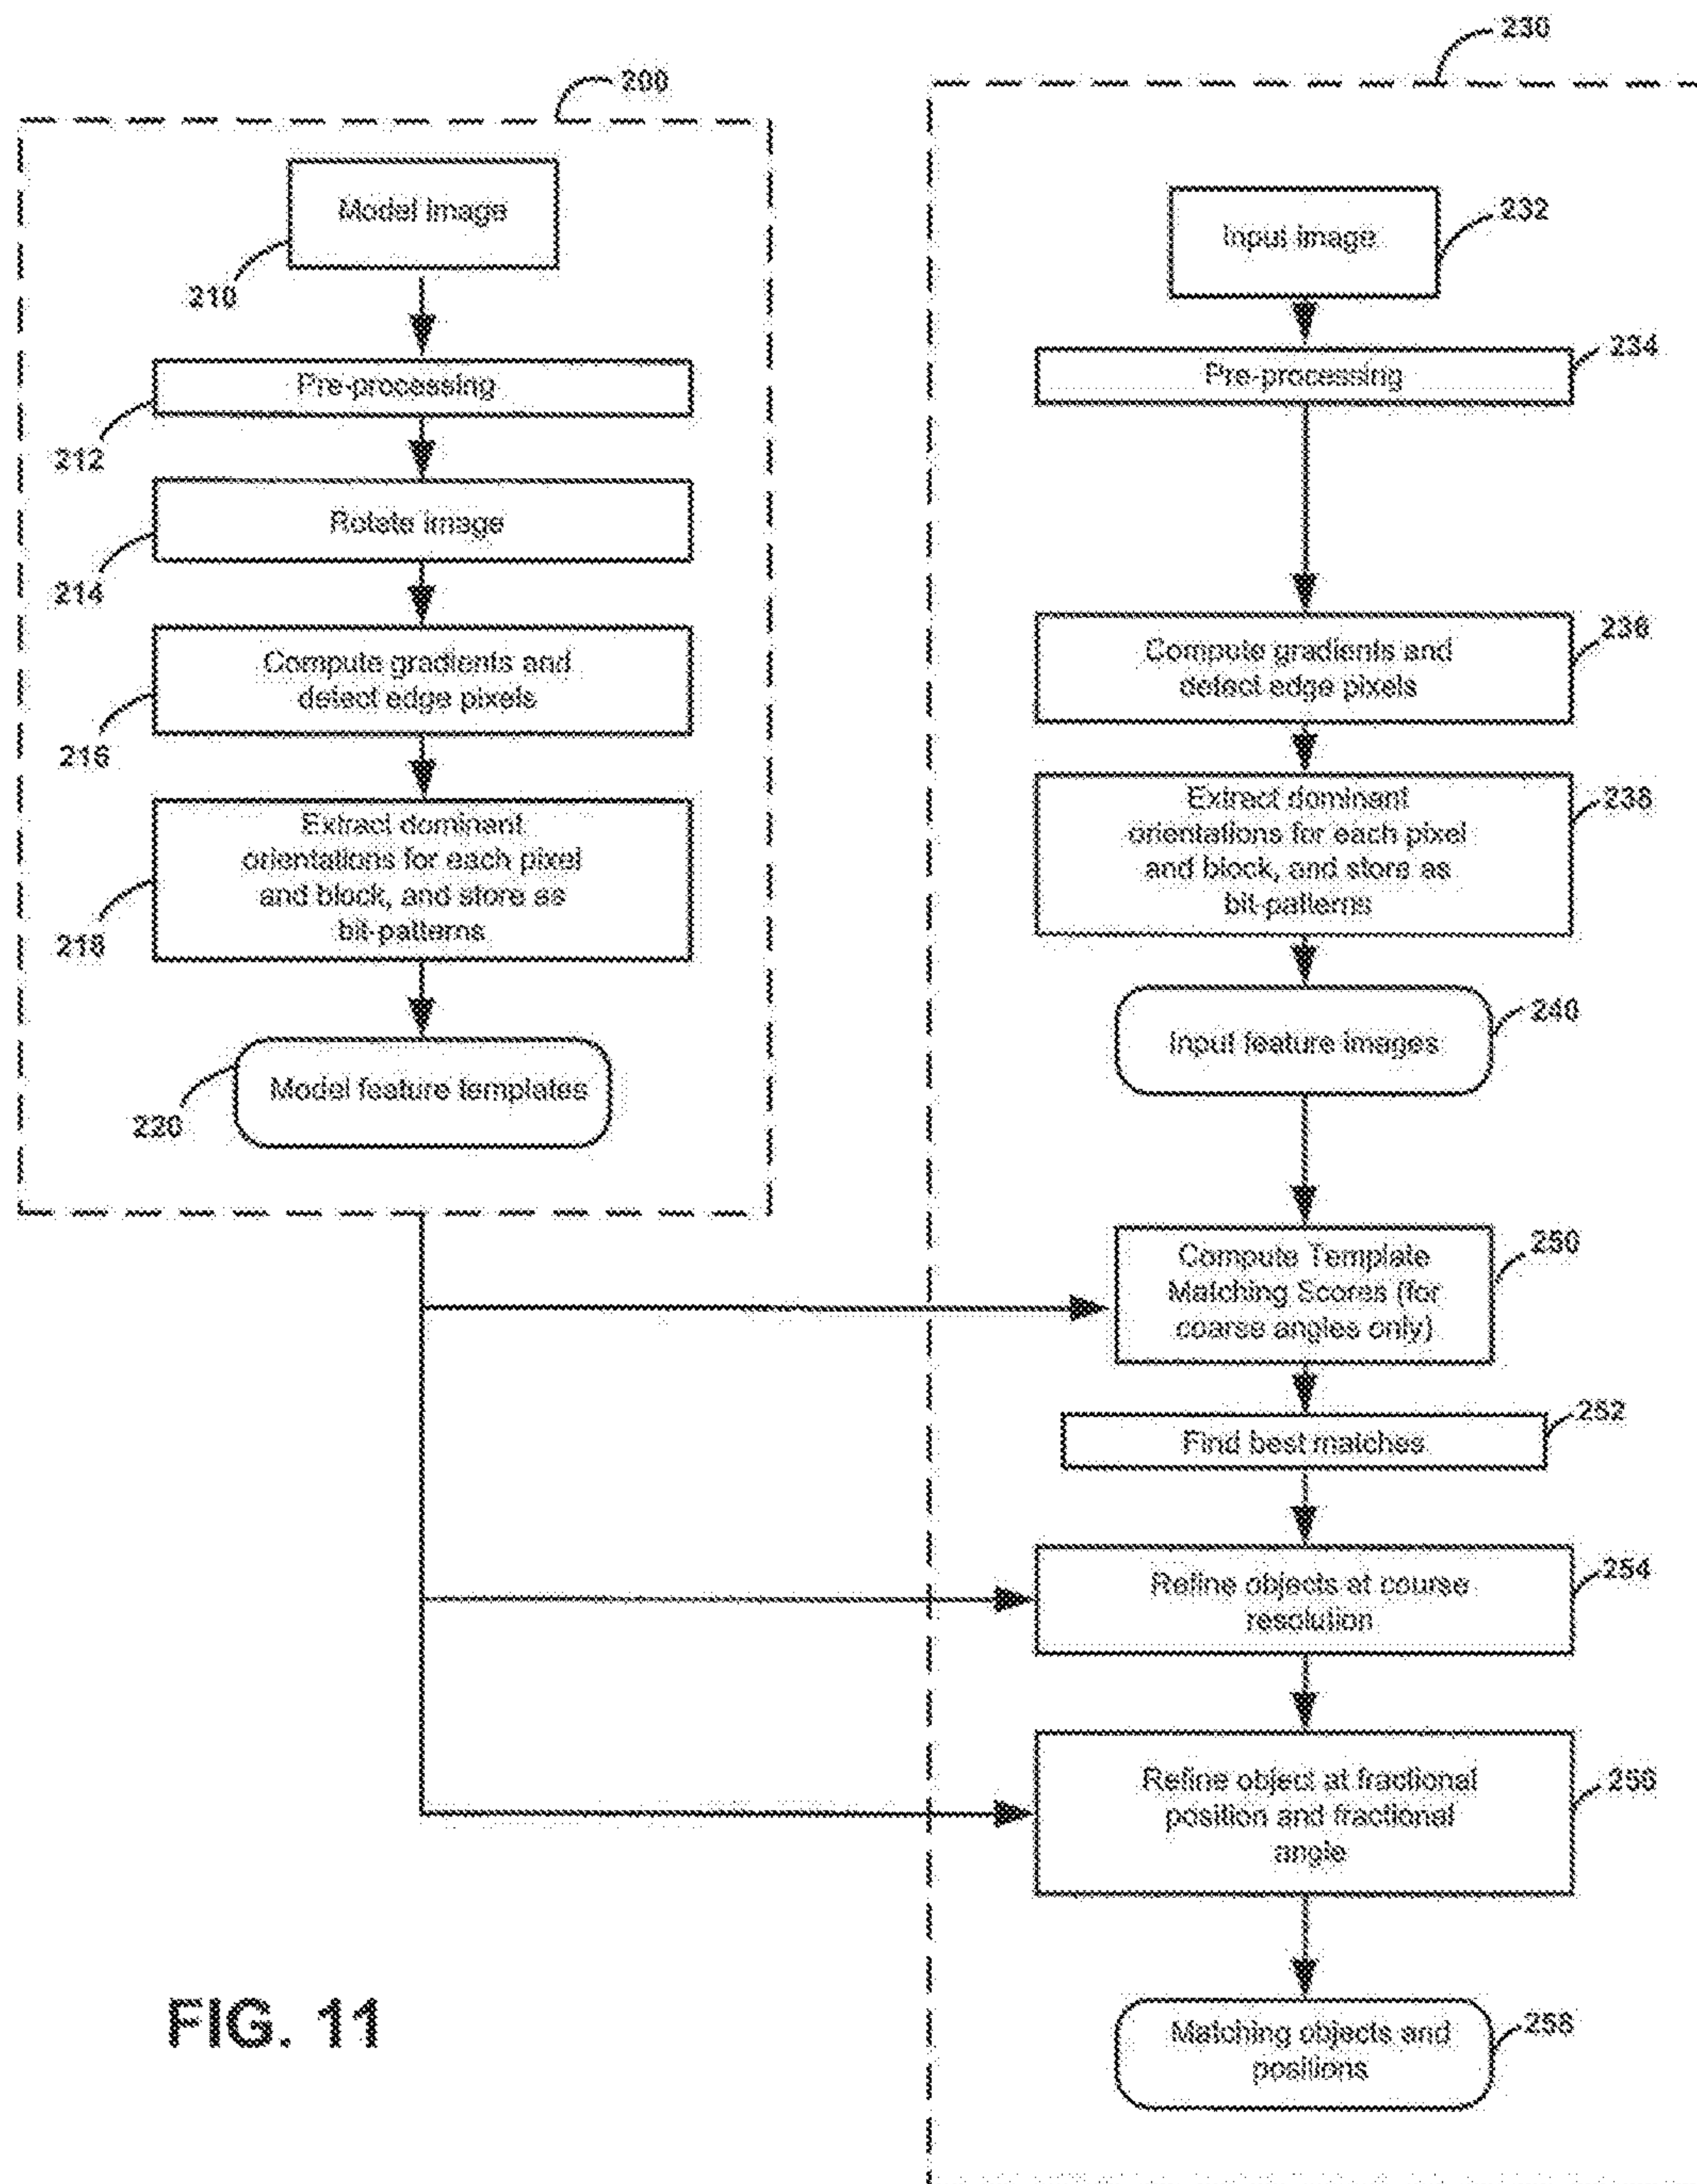 200
Model Image
210
Pre-processing
212
Rotate image
214
Compute gradients and
detect edge pixels
216
Extract dominant
orientations for each pixel
and block, and store as
bit-patterns
218
Model feature templates
220
230
Input Image
232
Pre-processing
234
Compute gradients and
detect edge pixels
236
Extract dominant
orientations for each pixel
and block, and store as
bit-patterns
238
Input feature images
240
Compute Template
Matching Scores (for
coarse angles only)
250
Find best matches
252
Refine objects at course
resolution
254
Refine object at fractional
position and fractional
angle
256
Matching objects and
positions
258
FIG. 11